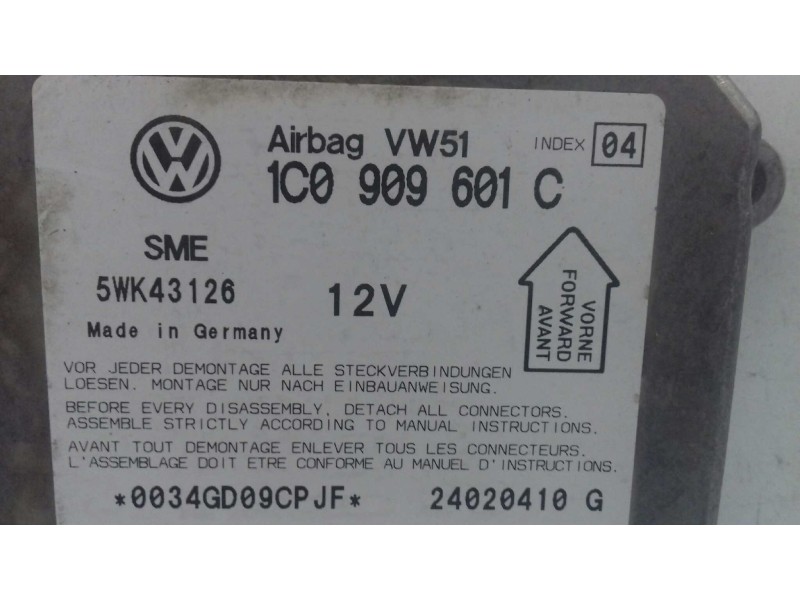 Airbag VW51 INDEX 04
1C0 909 601 C
SME
5WK43126 12V
Made in Germany
VORNE
FORWARD
AVANT
VOR JEDER DEMONTAGE ALLE STECKVERBINDUNGEN
LOESEN. MONTAGE NUR NACH EINBAUANWEISUNG.
BEFORE EVERY DISASSEMBLY, DETACH ALL CONNECTORS.
ASSEMBLE STRICTLY ACCORDING TO MANUAL INSTRUCTIONS.
AVANT TOUT DEMONTAGE ENLEVER TOUS LES CONNECTEURS.
L'ASSEMBLAGE DOIT ETRE CONFORME AU MANUEL D'INSTRUCTIONS.
*0034GD09CPJF* 24020410 G